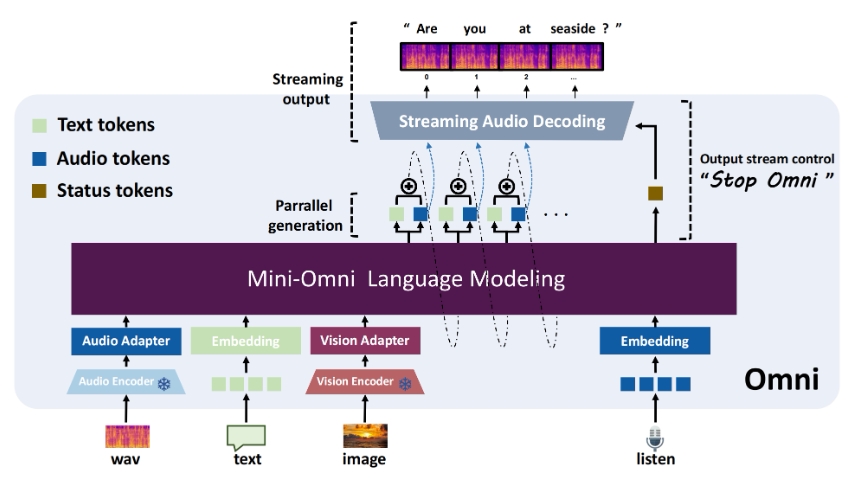 “ Are you at seaside ? ”
0 1 2 ...
Streaming
output
Streaming Audio Decoding
Text tokens
Audio tokens
Status tokens
Output stream control
“Stop Omni ”
Parrallel
generation
. . .
Mini-Omni Language Modeling
Audio Adapter
Embedding
Vision Adapter
Embedding
Audio Encoder
Vision Encoder
Omni
wav
text
image
listen